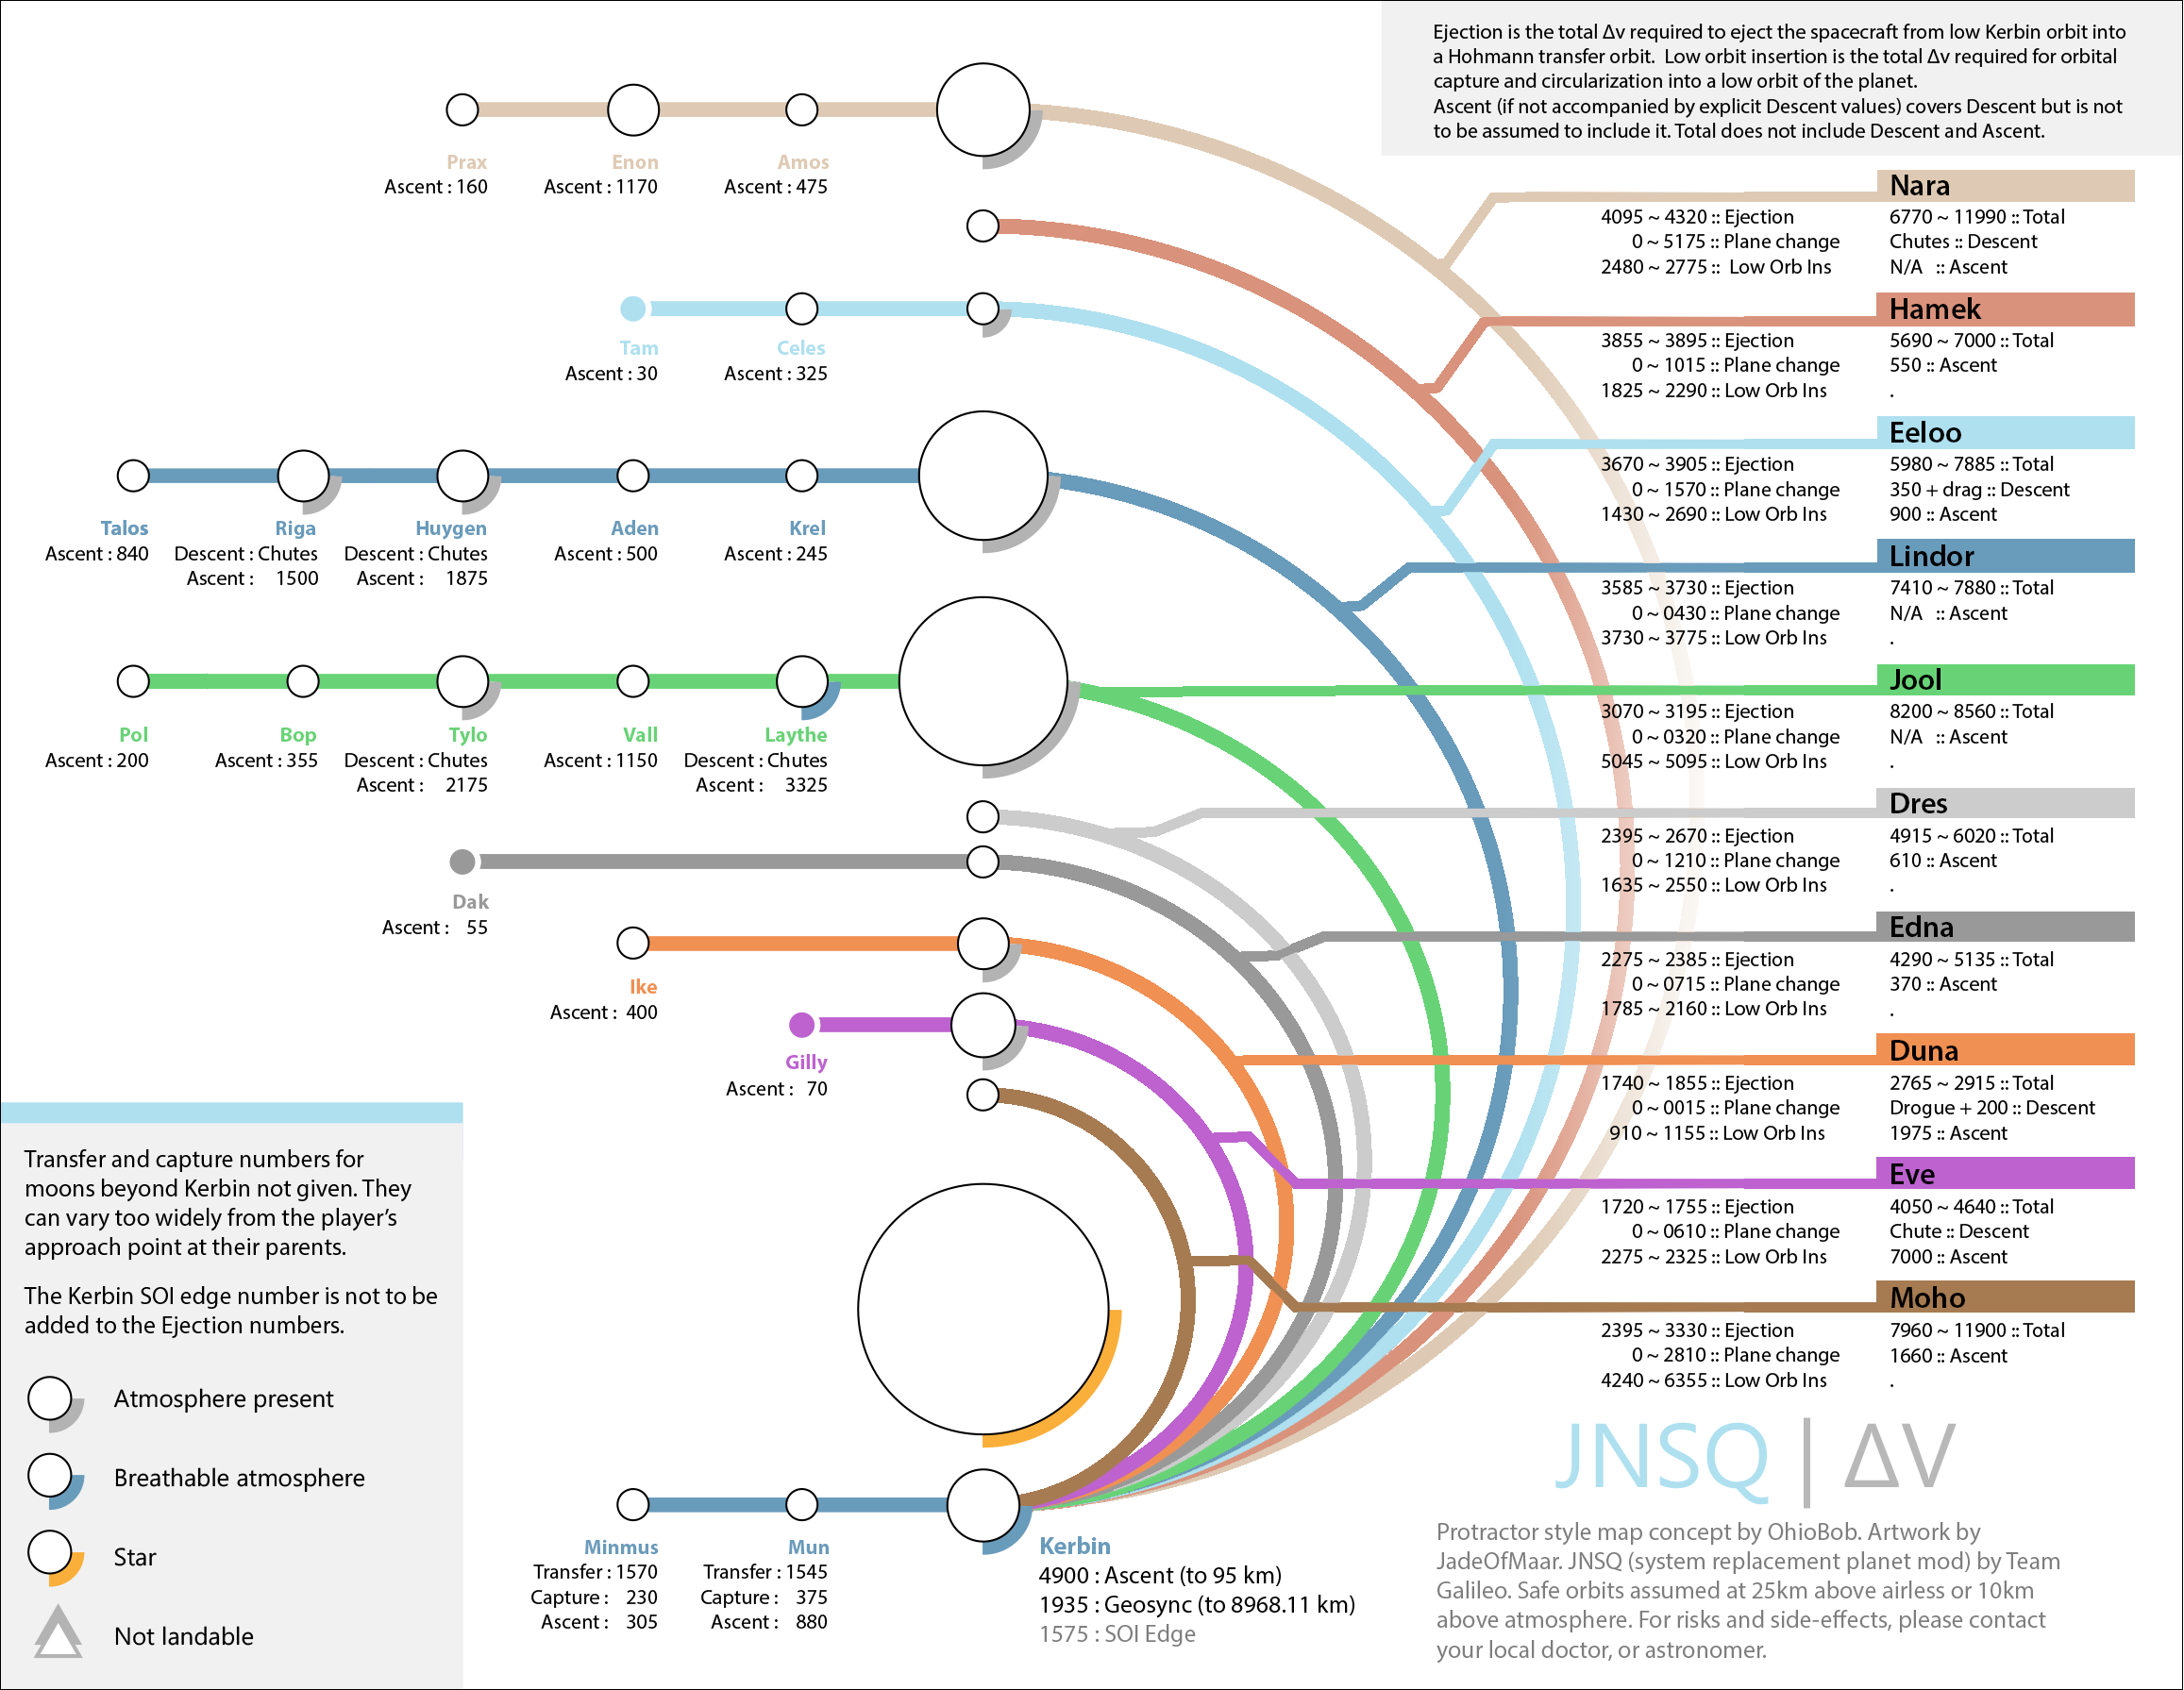 Ejection is the total Δv required to eject the spacecraft from low Kerbin orbit into
a Hohmann transfer orbit.  Low orbit insertion is the total Δv required for orbital
capture and circularization into a low orbit of the planet.
Ascent (if not accompanied by explicit Descent values) covers Descent but is not
to be assumed to include it. Total does not include Descent and Ascent.
Prax
Ascent : 160
Enon
Ascent : 1170
Amos
Ascent : 475
Tam
Ascent : 30
Celes
Ascent : 325
Talos
Ascent : 840
Riga
Descent : Chutes
Ascent : 1500
Huygen
Descent : Chutes
Ascent : 1875
Aden
Ascent : 500
Krel
Ascent : 245
Pol
Ascent : 200
Bop
Ascent : 355
Tylo
Descent : Chutes
Ascent : 2175
Vall
Ascent : 1150
Laythe
Descent : Chutes
Ascent : 3325
Dak
Ascent : 55
Ike
Ascent : 400
Gilly
Ascent : 70
Nara
4095 ~ 4320 :: Ejection
0 ~ 5175 :: Plane change
2480 ~ 2775 :: Low Orb Ins
6770 ~ 11990 :: Total
Chutes :: Descent
N/A :: Ascent
Hamek
3855 ~ 3895 :: Ejection
0 ~ 1015 :: Plane change
1825 ~ 2290 :: Low Orb Ins
5690 ~ 7000 :: Total
550 :: Ascent
.
Eeloo
3670 ~ 3905 :: Ejection
0 ~ 1570 :: Plane change
1430 ~ 2690 :: Low Orb Ins
5980 ~ 7885 :: Total
350 + drag :: Descent
900 :: Ascent
Lindor
3585 ~ 3730 :: Ejection
0 ~ 0430 :: Plane change
3730 ~ 3775 :: Low Orb Ins
7410 ~ 7880 :: Total
N/A :: Ascent
.
Jool
3070 ~ 3195 :: Ejection
0 ~ 0320 :: Plane change
5045 ~ 5095 :: Low Orb Ins
8200 ~ 8560 :: Total
N/A :: Ascent
.
Dres
2395 ~ 2670 :: Ejection
0 ~ 1210 :: Plane change
1635 ~ 2550 :: Low Orb Ins
4915 ~ 6020 :: Total
610 :: Ascent
.
Edna
2275 ~ 2385 :: Ejection
0 ~ 0715 :: Plane change
1785 ~ 2160 :: Low Orb Ins
4290 ~ 5135 :: Total
370 :: Ascent
.
Duna
1740 ~ 1855 :: Ejection
0 ~ 0015 :: Plane change
910 ~ 1155 :: Low Orb Ins
2765 ~ 2915 :: Total
Drogue + 200 :: Descent
1975 :: Ascent
Eve
1720 ~ 1755 :: Ejection
0 ~ 0610 :: Plane change
2275 ~ 2325 :: Low Orb Ins
4050 ~ 4640 :: Total
Chute :: Descent
7000 :: Ascent
Moho
2395 ~ 3330 :: Ejection
0 ~ 2810 :: Plane change
4240 ~ 6355 :: Low Orb Ins
7960 ~ 11900 :: Total
1660 :: Ascent
.
Transfer and capture numbers for
moons beyond Kerbin not given. They
can vary too widely from the player's
approach point at their parents.
The Kerbin SOI edge number is not to be
added to the Ejection numbers.
Atmosphere present
Breathable atmosphere
Star
Not landable
Minmus
Transfer : 1570
Capture : 230
Ascent : 305
Mun
Transfer : 1545
Capture : 375
Ascent : 880
Kerbin
4900 : Ascent (to 95 km)
1935 : Geosync (to 8968.11 km)
1575 : SOI Edge
JNSQ | ΔV
Protractor style map concept by OhioBob. Artwork by
JadeOfMaar. JNSQ (system replacement planet mod) by Team
Galileo. Safe orbits assumed at 25km above airless or 10km
above atmosphere. For risks and side-effects, please contact
your local doctor, or astronomer.